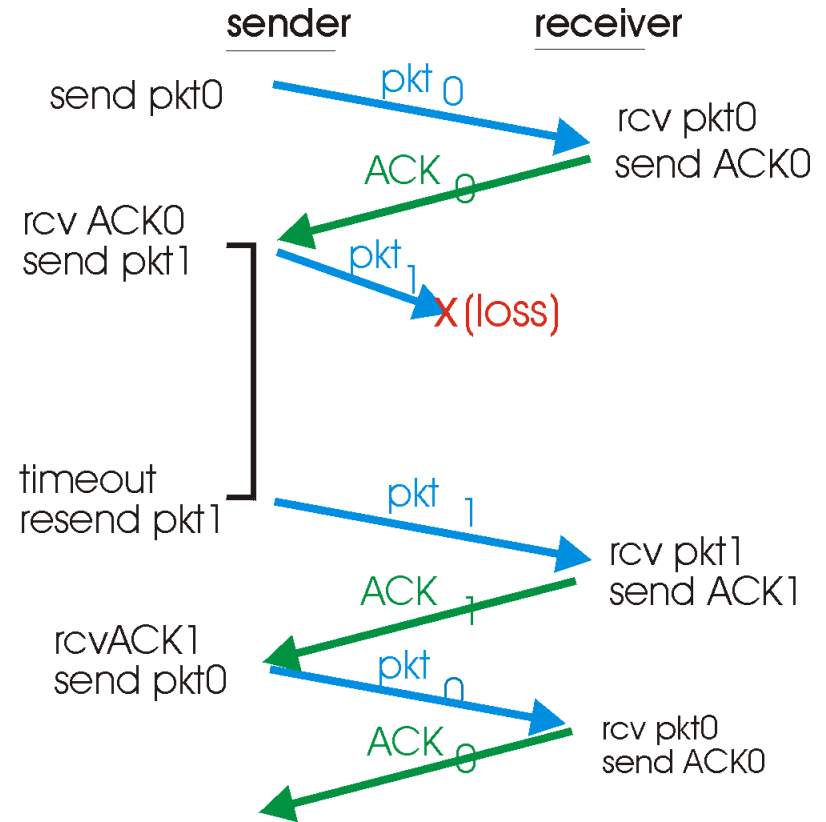 sender receiver
send pkt0
pkt 0
rcv pkt0
send ACK0
ACK 0
rcv ACK0
send pkt1
pkt 1
X (loss)
timeout
resend pkt1
pkt 1
rcv pkt1
send ACK1
ACK 1
rcvACK1
send pkt0
pkt 0
rcv pkt0
send ACK0
ACK 0